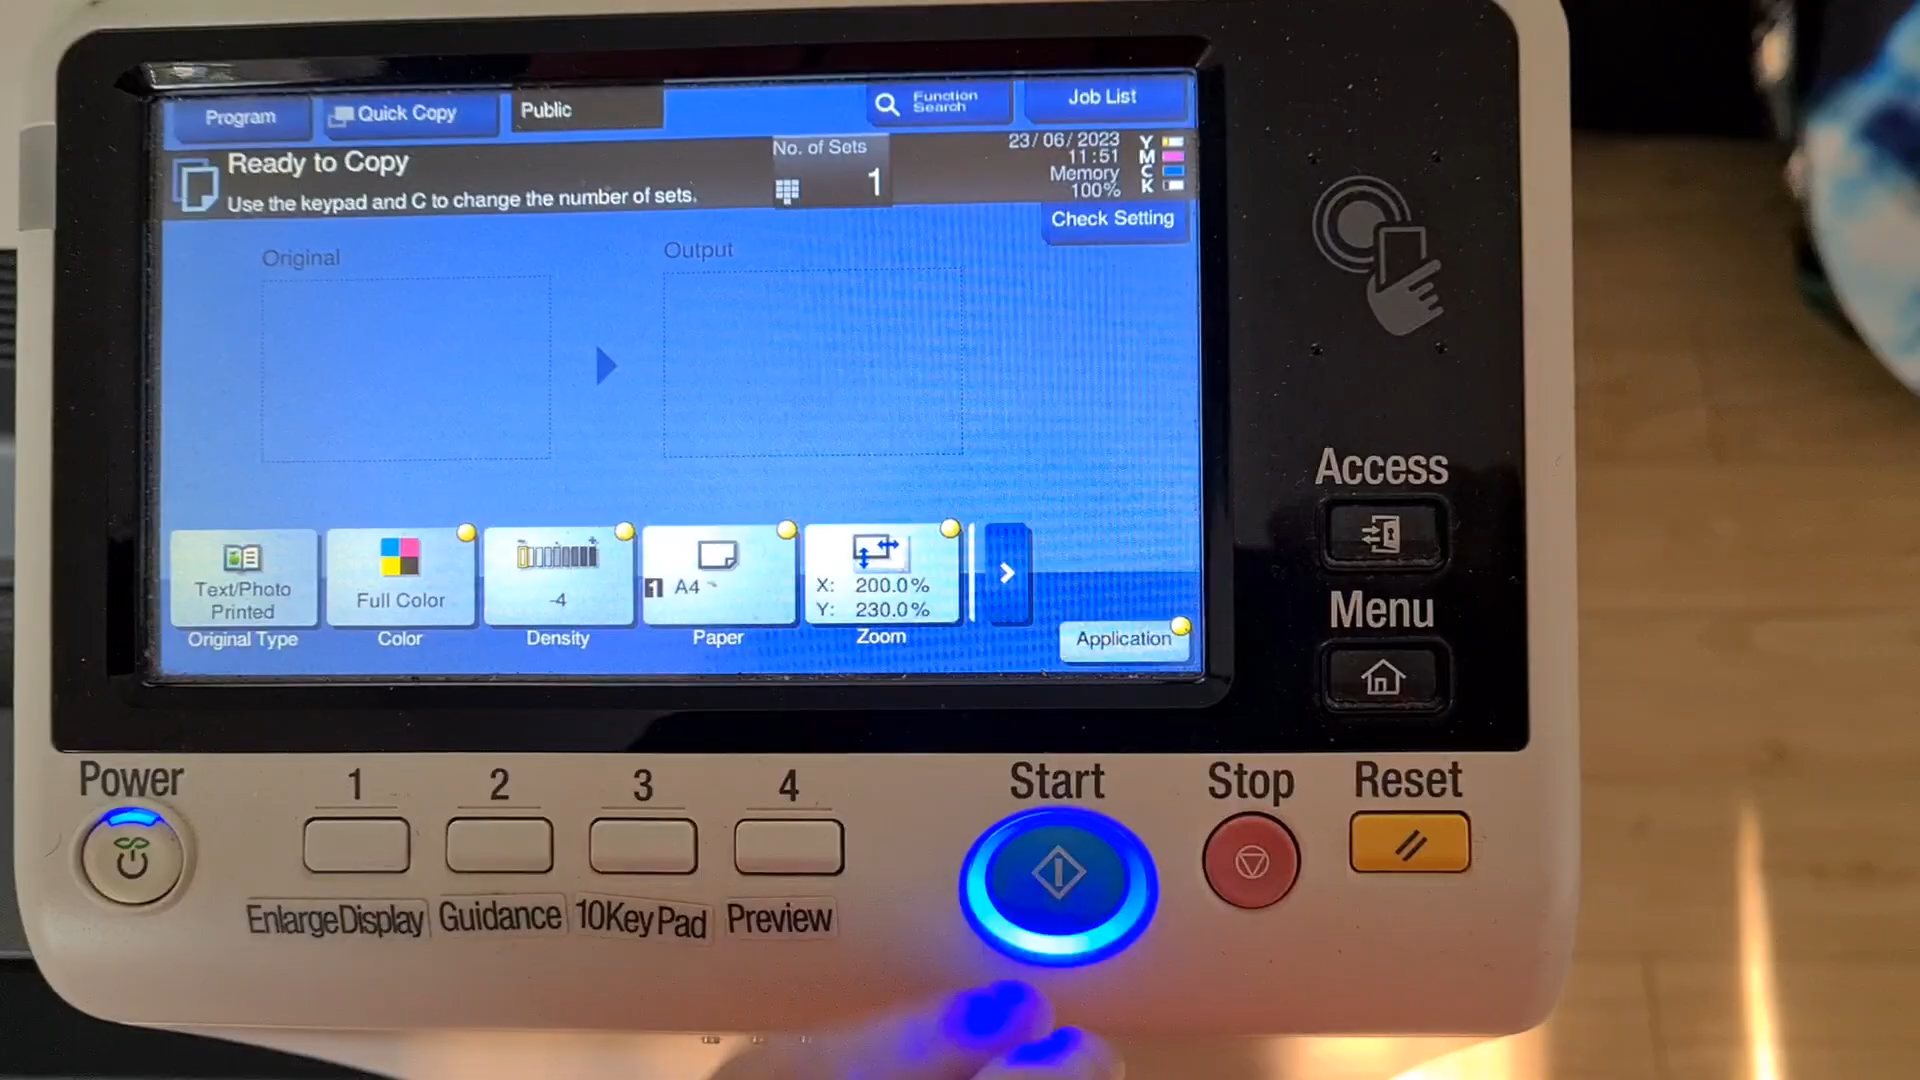 Program
Quick Copy
Public
Function Search
Job List
Ready to Copy
Use the keypad and C to change the number of sets.
No. of Sets
1
23/06/2023
11:51
Memory
100%
Y
M
C
K
Check Setting
Original
Output
Text/Photo
Printed
Original Type
Full Color
Color
-4
Density
1 A4
Paper
X: 200.0%
Y: 230.0%
Zoom
Application
Access
Menu
Power
1
2
3
4
Start
Stop
Reset
Enlarge Display
Guidance
10Key Pad
Preview